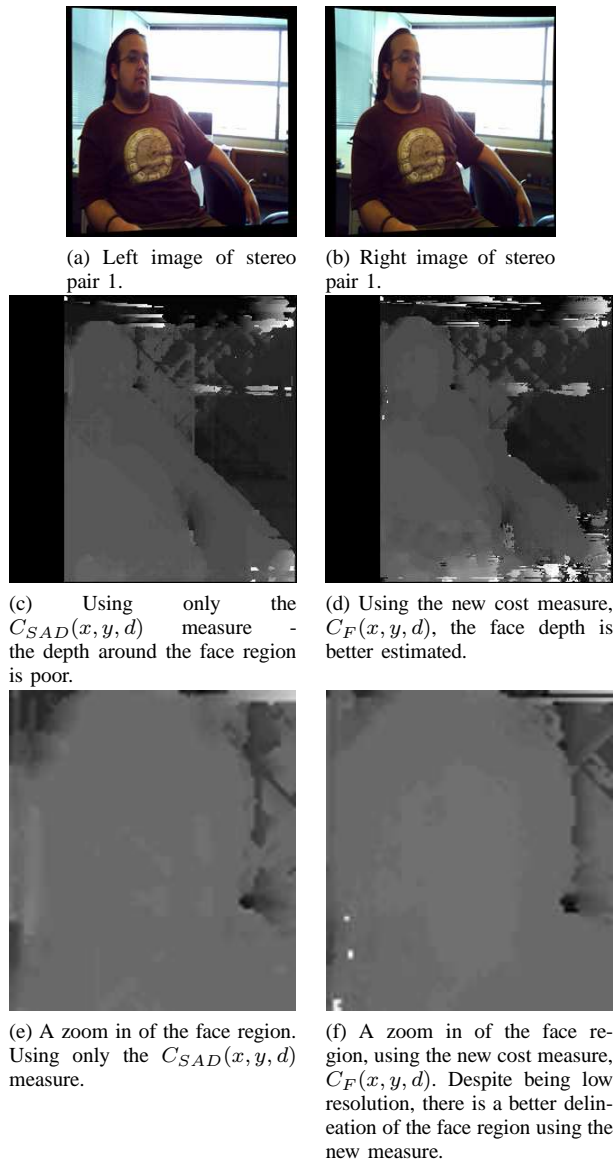 (a) Left image of stereo
pair 1.
(b) Right image of stereo
pair 1.
(c) Using only the
C_{SAD}(x, y, d) measure -
the depth around the face region
is poor.
(d) Using the new cost measure,
C_F(x, y, d), the face depth is
better estimated.
(e) A zoom in of the face region.
Using only the C_{SAD}(x, y, d)
measure.
(f) A zoom in of the face re-
gion, using the new cost measure,
C_F(x, y, d). Despite being low
resolution, there is a better delin-
eation of the face region using the
new measure.